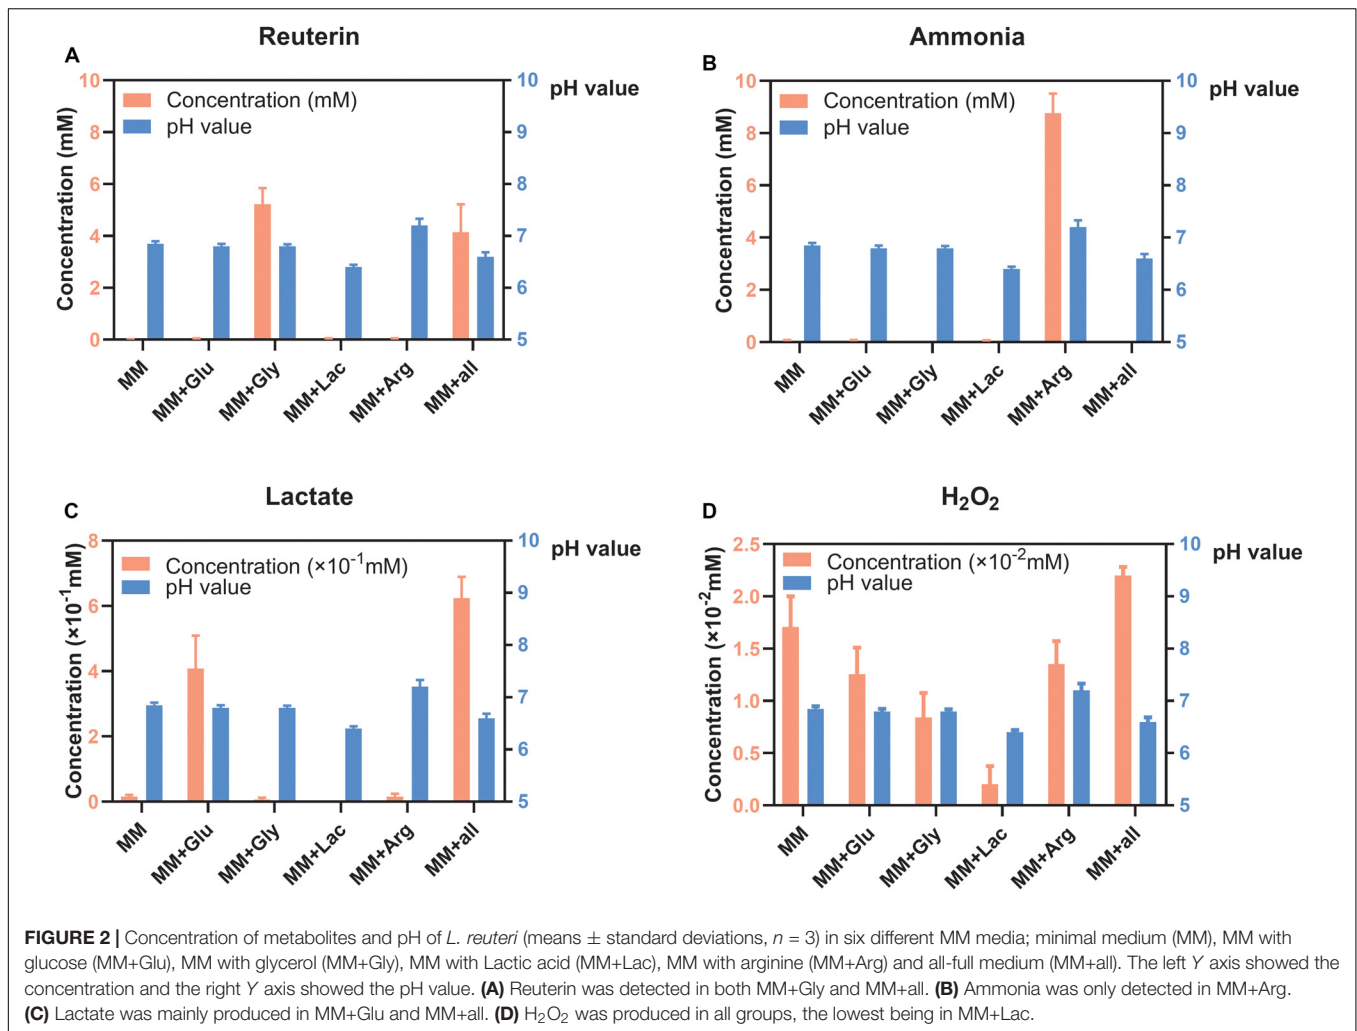 Reuterin
A
10
8
6
4
2
0
Concentration (mM)
Concentration (mM)
pH value
10
9
8
7
6
5
pH value
MM
MM+Glu
MM+Gly
MM+Lac
MM+Arg
MM+all
Ammonia
B
10
8
6
4
2
0
Concentration (mM)
Concentration (mM)
pH value
10
9
8
7
6
5
pH value
MM
MM+Glu
MM+Gly
MM+Lac
MM+Arg
MM+all
Lactate
C
8
6
4
2
0
Concentration (×10⁻¹mM)
Concentration (×10⁻¹mM)
pH value
10
9
8
7
6
5
pH value
MM
MM+Glu
MM+Gly
MM+Lac
MM+Arg
MM+all
H₂O₂
D
2.5
2.0
1.5
1.0
0.5
0.0
Concentration (×10⁻²mM)
Concentration (×10⁻²mM)
pH value
10
9
8
7
6
5
pH value
MM
MM+Glu
MM+Gly
MM+Lac
MM+Arg
MM+all
FIGURE 2 | Concentration of metabolites and pH of L. reuteri (means ± standard deviations, n = 3) in six different MM media; minimal medium (MM), MM with
glucose (MM+Glu), MM with glycerol (MM+Gly), MM with Lactic acid (MM+Lac), MM with arginine (MM+Arg) and all-full medium (MM+all). The left Y axis showed the
concentration and the right Y axis showed the pH value. (A) Reuterin was detected in both MM+Gly and MM+all. (B) Ammonia was only detected in MM+Arg.
(C) Lactate was mainly produced in MM+Glu and MM+all. (D) H₂O₂ was produced in all groups, the lowest being in MM+Lac.